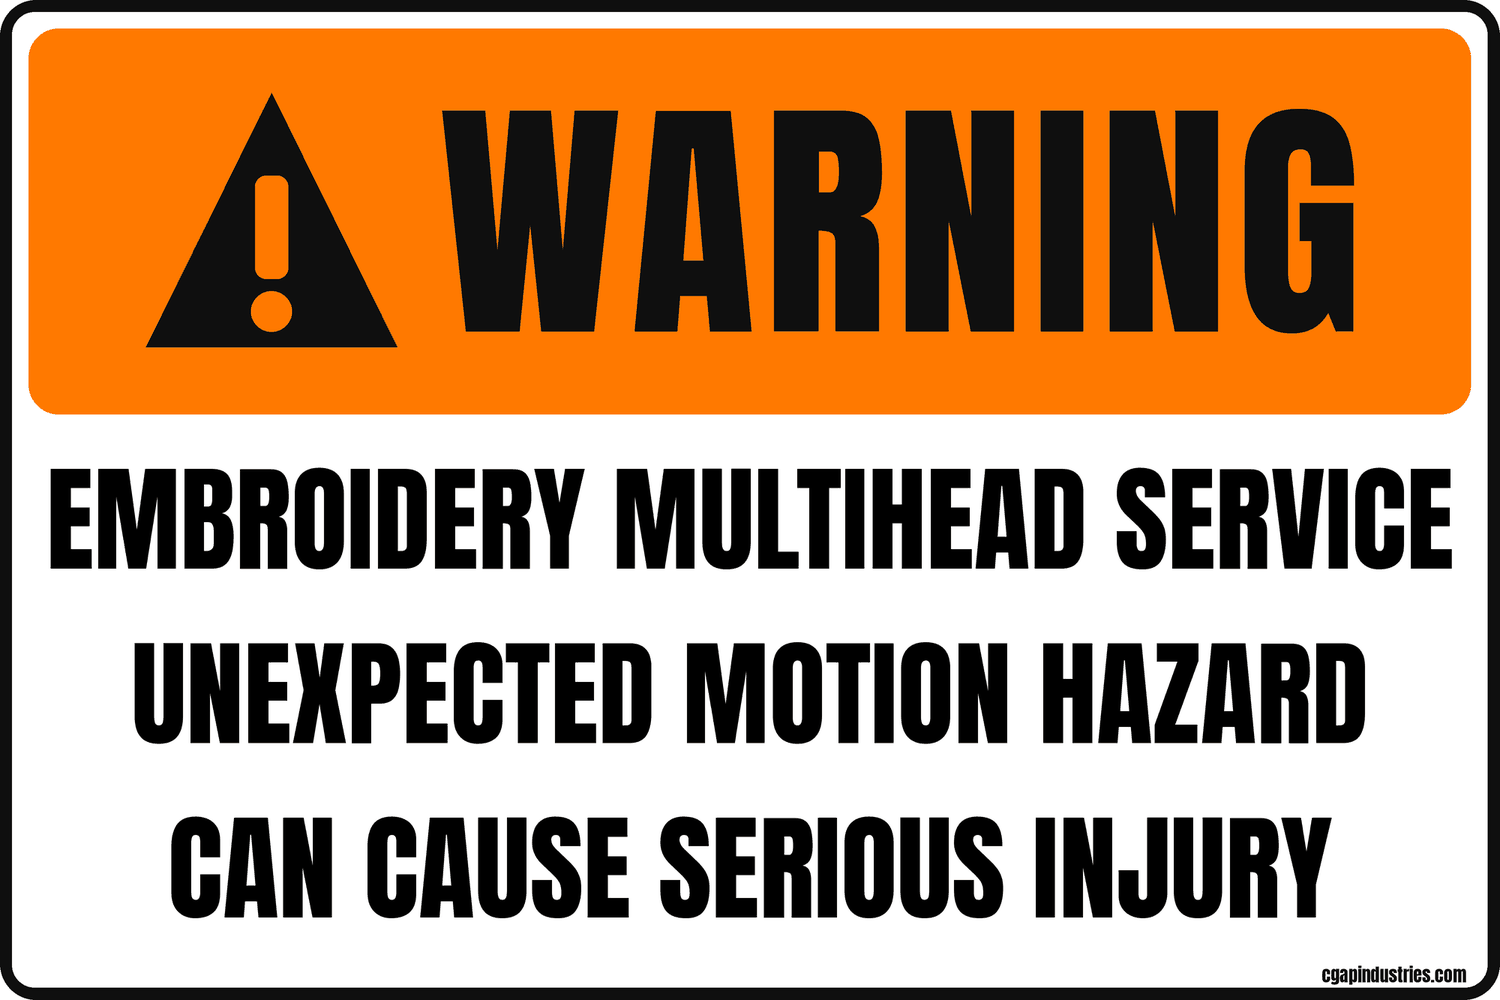 WARNING
EMBROIDERY MULTIHEAD SERVICE
UNEXPECTED MOTION HAZARD
CAN CAUSE SERIOUS INJURY
cgapindustries.com